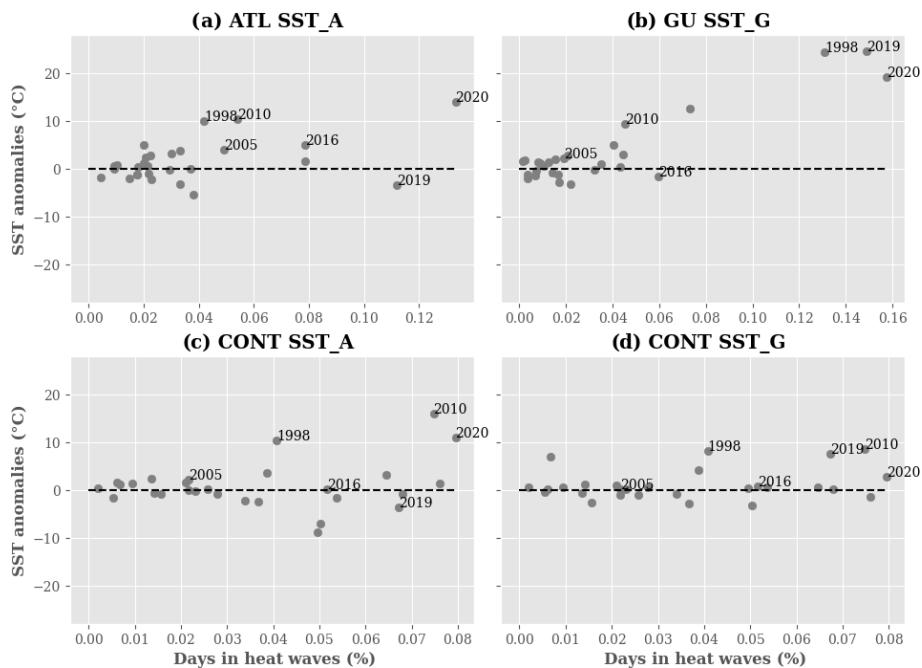 (a) ATL SST_A
(b) GU SST_G
SST anomalies (°C)
20
10
0
−10
−20
1998
2010
2005
2016
2020
2019
0.00 0.02 0.04 0.06 0.08 0.10 0.12
1998
2019
2020
2010
2005
2016
0.00 0.02 0.04 0.06 0.08 0.10 0.12 0.14 0.16
(c) CONT SST_A
(d) CONT SST_G
SST anomalies (°C)
20
10
0
−10
−20
2010
2020
1998
2005
2016
2019
0.00 0.01 0.02 0.03 0.04 0.05 0.06 0.07 0.08
Days in heat waves (%)
1998
2019
2010
2020
2005
2016
0.00 0.01 0.02 0.03 0.04 0.05 0.06 0.07 0.08
Days in heat waves (%)